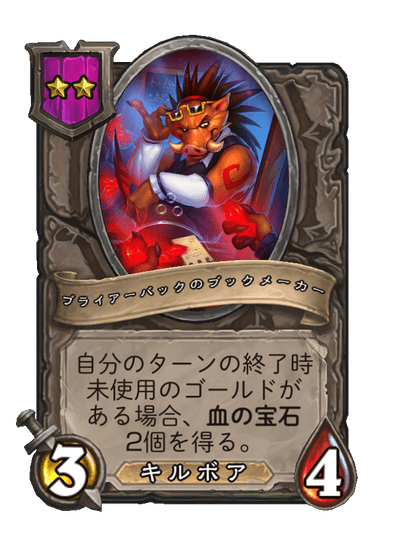 ブライアーバックのブックメーカー
自分のターンの終了時
未使用のゴールドが
ある場合、血の宝石
2個を得る。
3
キルボア
4